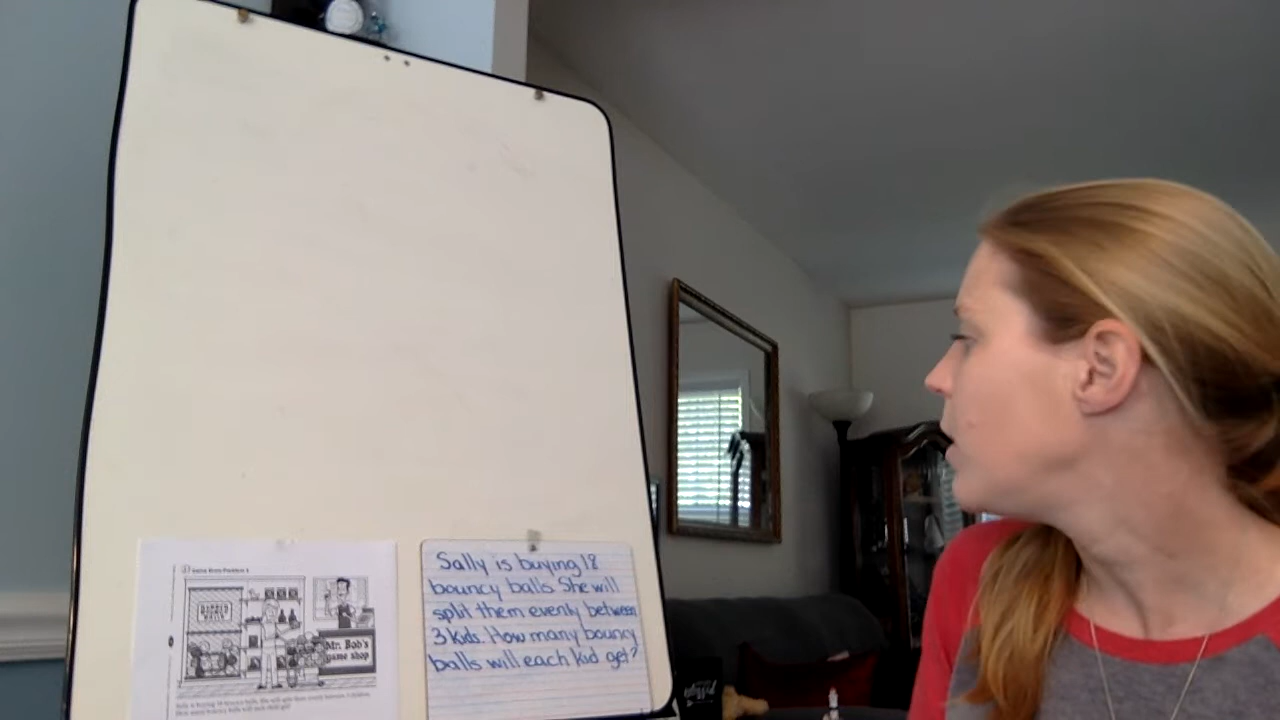 Mr. Bob's
game shop
Sally is buying 18
bouncy balls. She will
split them evenly between
3 kids. How many bouncy
balls will each kid get?